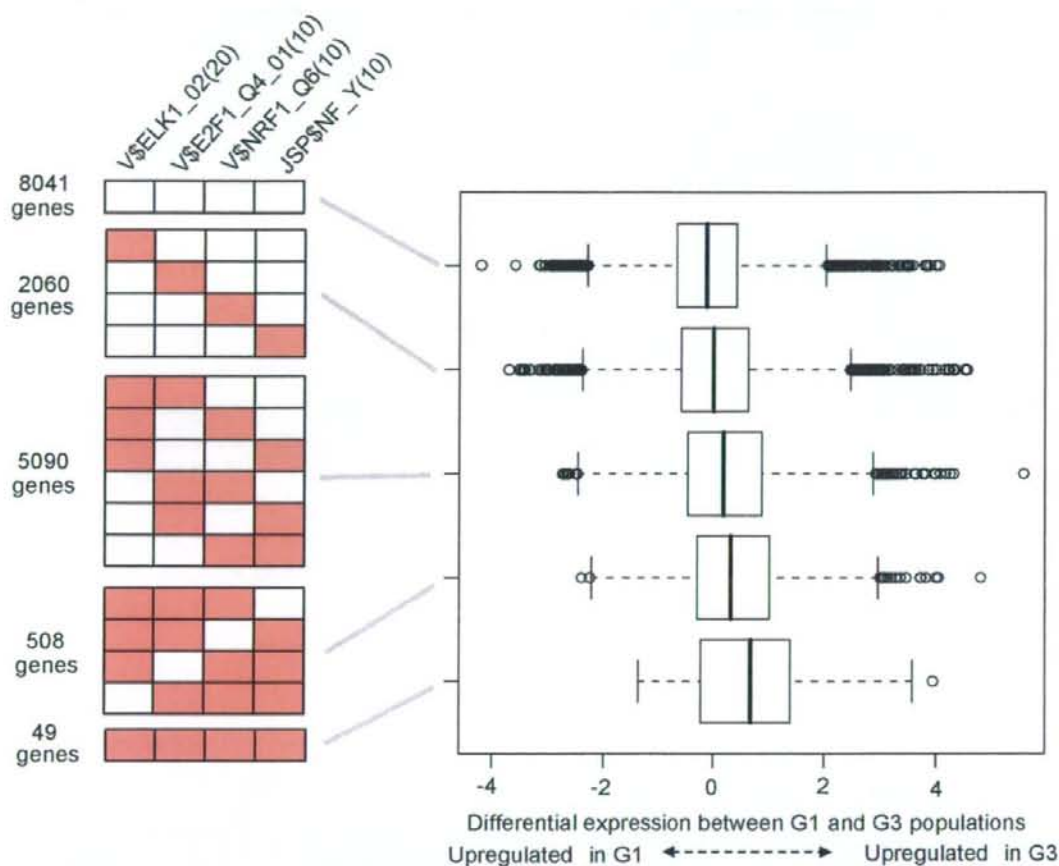 V$ELK1_02(20)
V$E2F1_Q4_01(10)
V$NRF1_Q6(10)
JSP$NF_Y(10)
8041
genes
2060
genes
5090
genes
508
genes
49
genes
-4 -2 0 2 4
Differential expression between G1 and G3 populations
Upregulated in G1 Upregulated in G3